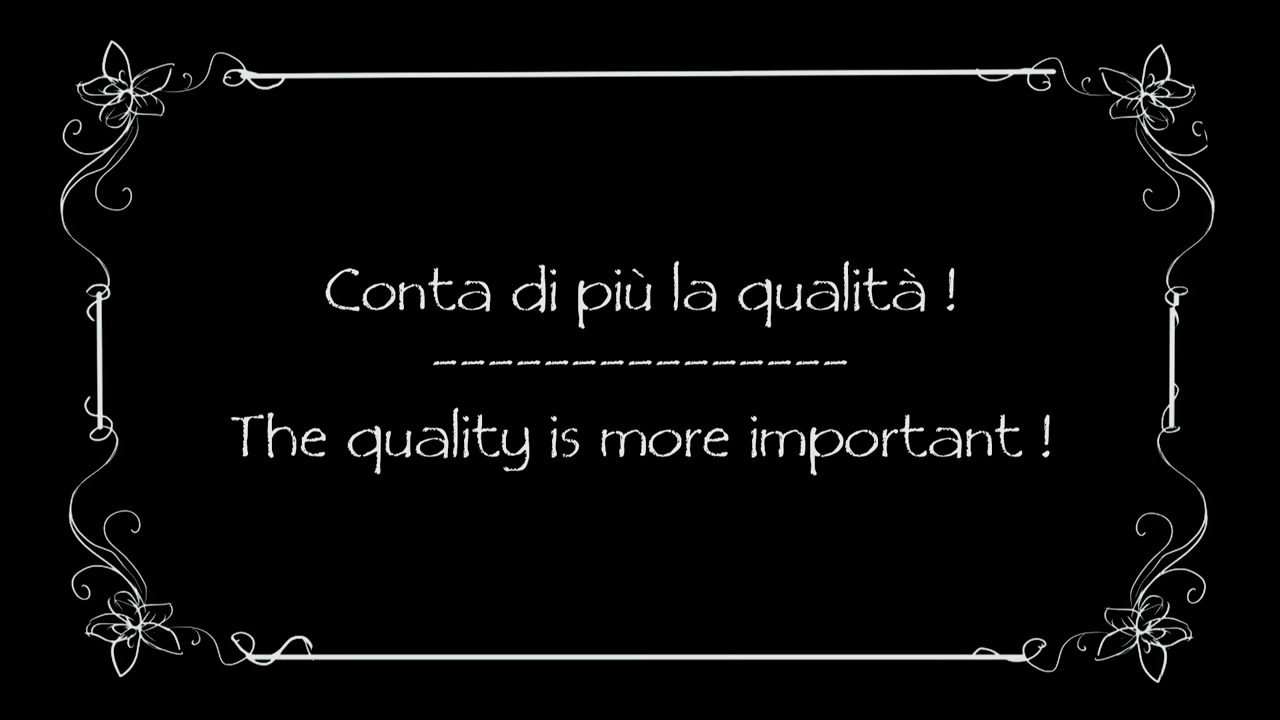 Conta di più la qualità !
---------------
The quality is more important !